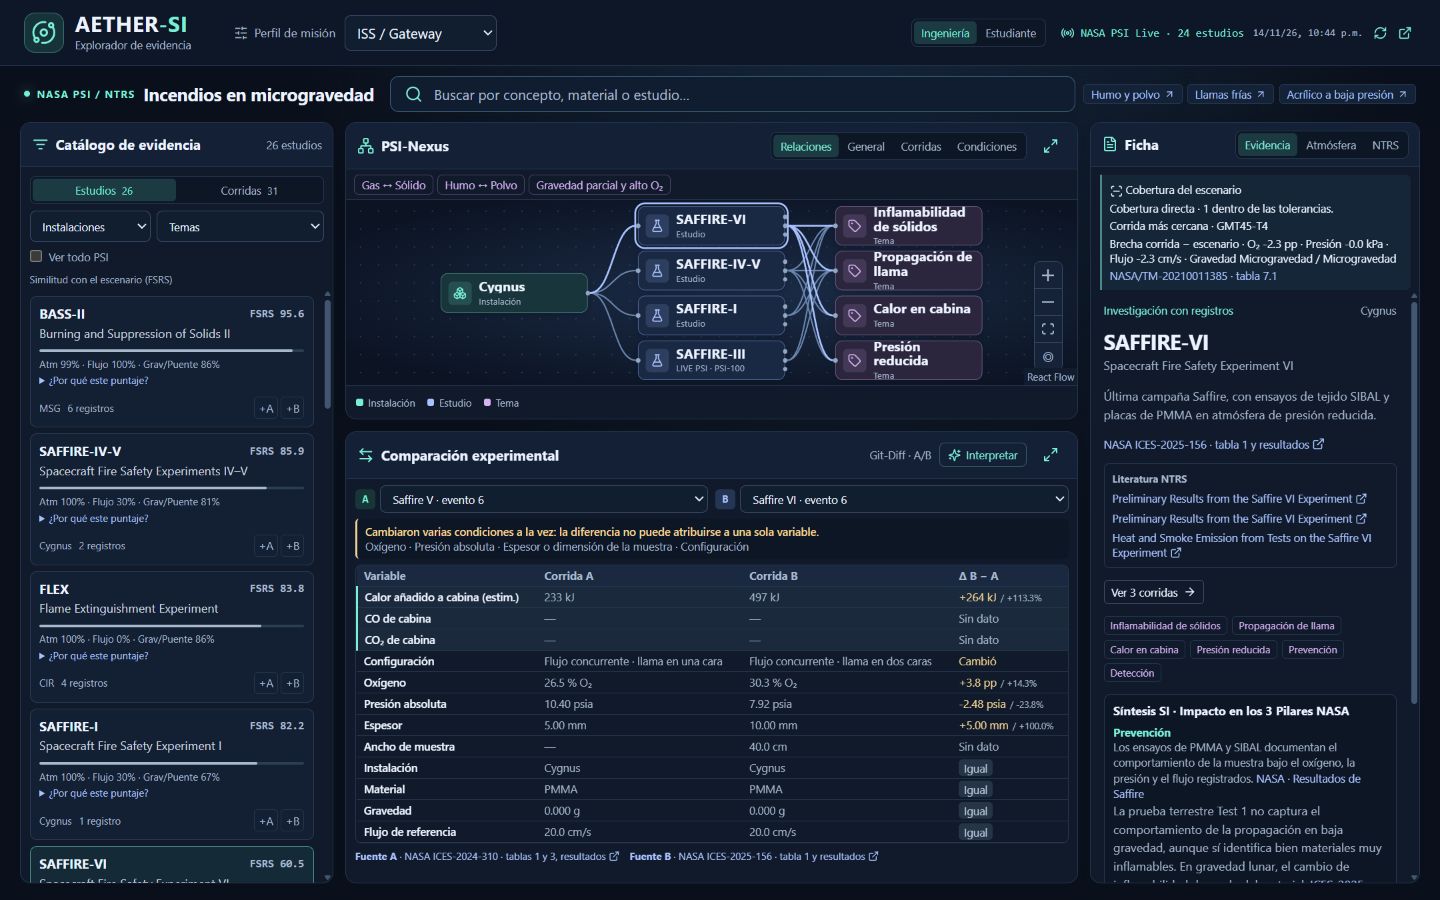 AETHER-SI
Explorador de evidencia
Perfil de misión
ISS / Gateway
Ingeniería
Estudiante
NASA PSI Live · 24 estudios
14/11/26, 10:44 p.m.
NASA PSI / NTRS
Incendios en microgravedad
Buscar por concepto, material o estudio...
Humo y polvo
Llamas frías
Acrílico a baja presión
Catálogo de evidencia
26 estudios
Estudios 26
Corridas 31
Instalaciones
Temas
Ver todo PSI
Similitud con el escenario (FSRS)
BASS-II
FSRS 95.6
Burning and Suppression of Solids II
Atm 99% · Flujo 100% · Grav/Puente 86%
¿Por qué este puntaje?
MSG 6 registros
+A +B
SAFFIRE-IV-V
FSRS 85.9
Spacecraft Fire Safety Experiments IV–V
Atm 100% · Flujo 30% · Grav/Puente 81%
¿Por qué este puntaje?
Cygnus 2 registros
+A +B
FLEX
FSRS 83.8
Flame Extinguishment Experiment
Atm 100% · Flujo 0% · Grav/Puente 86%
¿Por qué este puntaje?
CIR 4 registros
+A +B
SAFFIRE-I
FSRS 82.2
Spacecraft Fire Safety Experiment I
Atm 100% · Flujo 30% · Grav/Puente 67%
¿Por qué este puntaje?
Cygnus 1 registro
+A +B
SAFFIRE-VI
FSRS 60.5
Spacecraft Fire Safety Experiment VI
PSI-Nexus
Relaciones
General
Corridas
Condiciones
Gas ↔ Sólido
Humo ↔ Polvo
Gravedad parcial y alto O₂
Cygnus
Instalación
SAFFIRE-VI
Estudio
SAFFIRE-IV-V
Estudio
SAFFIRE-I
Estudio
SAFFIRE-III
LIVE PSI · PSI-100
Inflamabilidad
de sólidos
Tema
Propagación de
llama
Tema
Calor en cabina
Tema
Presión
reducida
Tema
React Flow
Instalación
Estudio
Tema
Comparación experimental
Git-Diff · A/B
Interpretar
A
Saffire V · evento 6
B
Saffire VI · evento 6
Cambiaron varias condiciones a la vez: la diferencia no puede atribuirse a una sola variable.
Oxígeno · Presión absoluta · Espesor o dimensión de la muestra · Configuración
Variable Corrida A Corrida B Δ B – A
Calor añadido a cabina (estim.) 233 kJ 497 kJ +264 kJ / +113.3%
CO de cabina — — Sin dato
CO₂ de cabina — — Sin dato
Configuración Flujo concurrente · llama en una cara Flujo concurrente · llama en dos caras Cambió
Oxígeno 26.5 % O₂ 30.3 % O₂ +3.8 pp / +14.3%
Presión absoluta 10.40 psia 7.92 psia -2.48 psia / -23.8%
Espesor 5.00 mm 10.00 mm +5.00 mm / +100.0%
Ancho de muestra — 40.0 cm Sin dato
Instalación Cygnus Cygnus Igual
Material PMMA PMMA Igual
Gravedad 0.000 g 0.000 g Igual
Flujo de referencia 20.0 cm/s 20.0 cm/s Igual
Fuente A · NASA ICES-2024-310 · tablas 1 y 3, resultados Fuente B · NASA ICES-2025-156 · tabla 1 y resultados
Ficha
Evidencia
Atmósfera
NTRS
Cobertura del escenario
Cobertura directa · 1 dentro de las tolerancias.
Corrida más cercana · GMT45-T4
Brecha corrida – escenario · O₂ -2.3 pp · Presión -0.0 kPa ·
Flujo -2.3 cm/s · Gravedad Microgravedad / Microgravedad
NASA/TM-20210011385 · tabla 7.1
Investigación con registros
Cygnus
SAFFIRE-VI
Spacecraft Fire Safety Experiment VI
Última campaña Saffire, con ensayos de tejido SIBAL y
placas de PMMA en atmósfera de presión reducida.
NASA ICES-2025-156 · tabla 1 y resultados
Literatura NTRS
Preliminary Results from the Saffire VI Experiment
Preliminary Results from the Saffire VI Experiment
Heat and Smoke Emission from Tests on the Saffire VI
Experiment
Ver 3 corridas →
Inflamabilidad de sólidos
Propagación de llama
Calor en cabina
Presión reducida
Prevención
Detección
Síntesis SI · Impacto en los 3 Pilares NASA
Prevención
Los ensayos de PMMA y SIBAL documentan el
comportamiento de la muestra bajo el oxígeno, la
presión y el flujo registrados. NASA · Resultados de
Saffire
La prueba terrestre Test 1 no captura el
comportamiento de la propagación en baja
gravedad, aunque sí identifica bien materiales muy
inflamables. En gravedad lunar, el cambio de